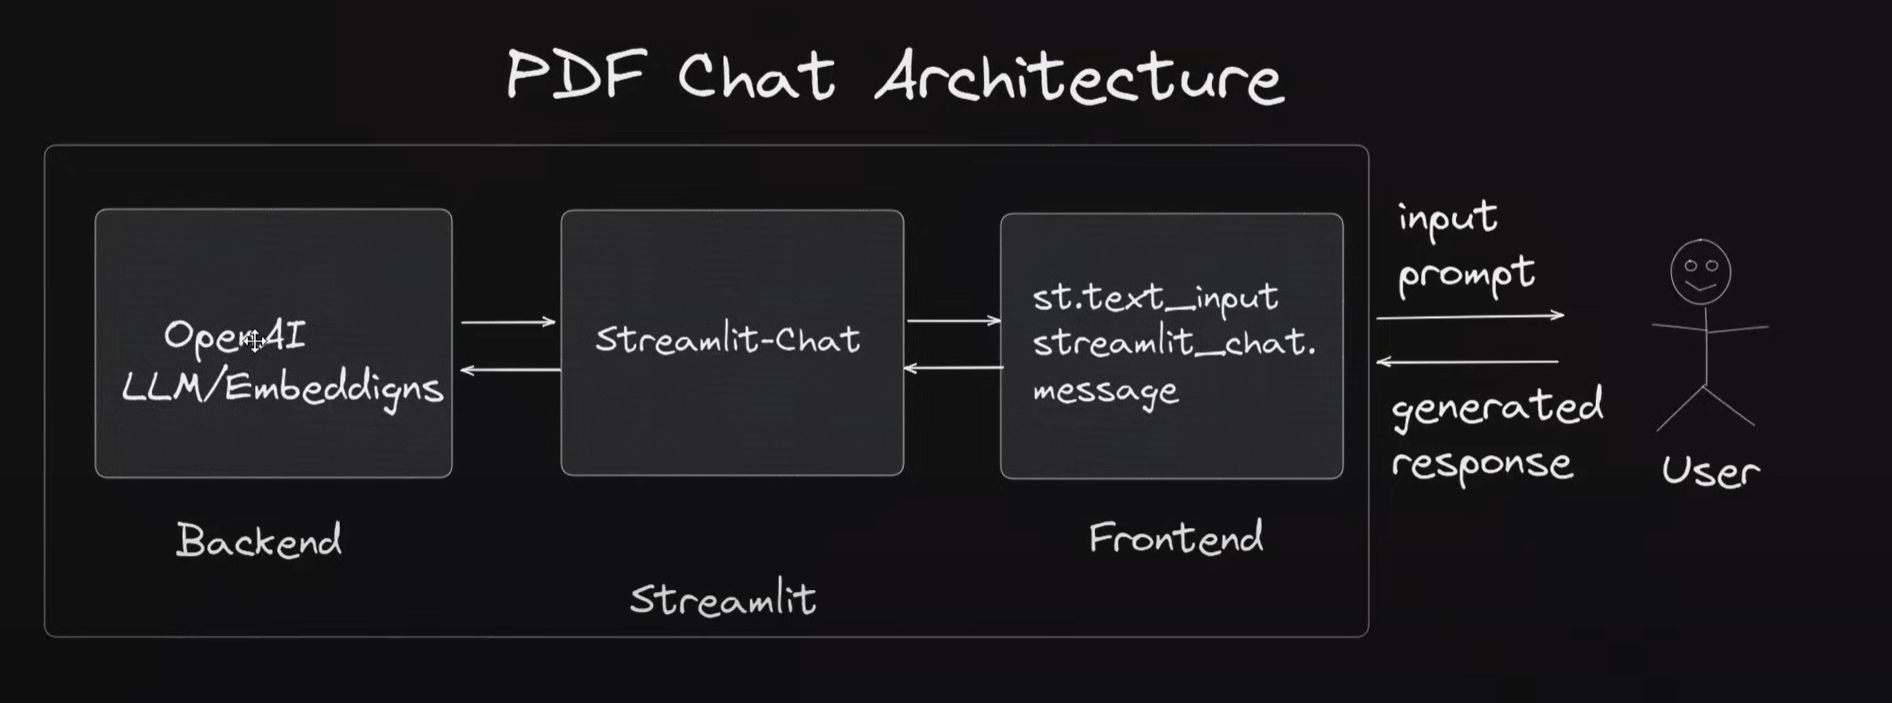 PDF Chat Architecture
OpenAI
LLM/Embeddigns
Backend
Streamlit-Chat
st.text_input
streamlit_chat.
message
Frontend
Streamlit
input
prompt
generated
response
User